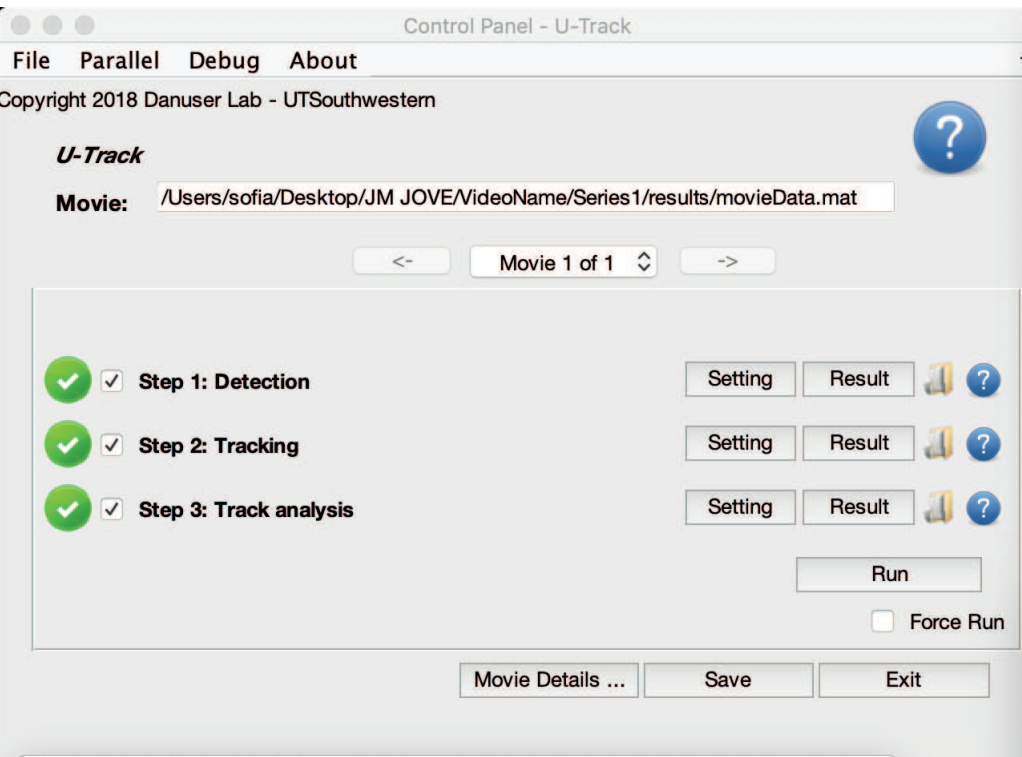 Control Panel - U-Track
File Parallel Debug About
Copyright 2018 Danuser Lab - UTSouthwestern
?
U-Track
Movie: /Users/sofia/Desktop/JM JOVE/VideoName/Series1/results/movieData.mat
<- Movie 1 of 1 ->
Step 1: Detection Setting Result ?
Step 2: Tracking Setting Result ?
Step 3: Track analysis Setting Result ?
Run
Force Run
Movie Details ... Save Exit